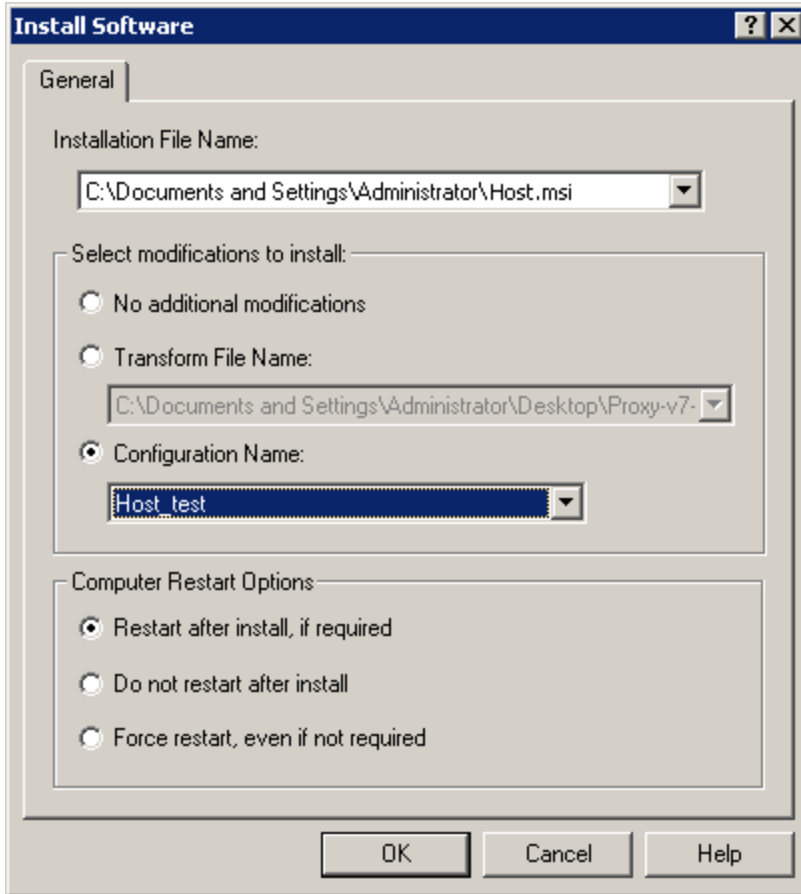 Install Software
General
Installation File Name:
C:\Documents and Settings\Administrator\Host.msi
Select modifications to install:
No additional modifications
Transform File Name:
C:\Documents and Settings\Administrator\Desktop\Proxy-v7-
Configuration Name:
Host_test
Computer Restart Options
Restart after install, if required
Do not restart after install
Force restart, even if not required
OK Cancel Help